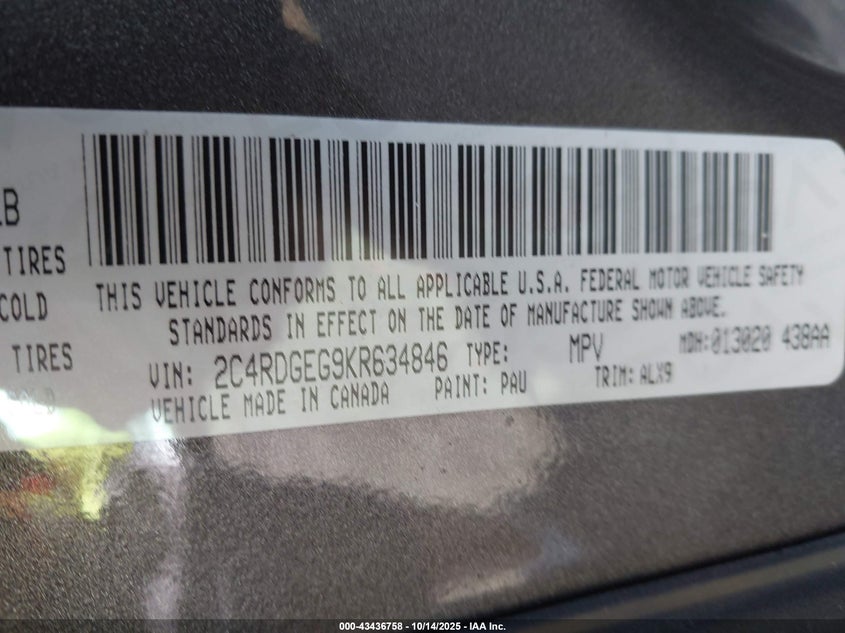 LB
TIRES
COLD
TIRES
THIS VEHICLE CONFORMS TO ALL APPLICABLE U.S.A. FEDERAL MOTOR VEHICLE SAFETY
STANDARDS IN EFFECT ON THE DATE OF MANUFACTURE SHOWN ABOVE.
VIN: 2C4RDGEG9KR634846 TYPE: MPV MDH:013020 438AA
VEHICLE MADE IN CANADA PAINT: PAU TRIM: ALX9
000-43436758 - 10/14/2025 - IAA Inc.